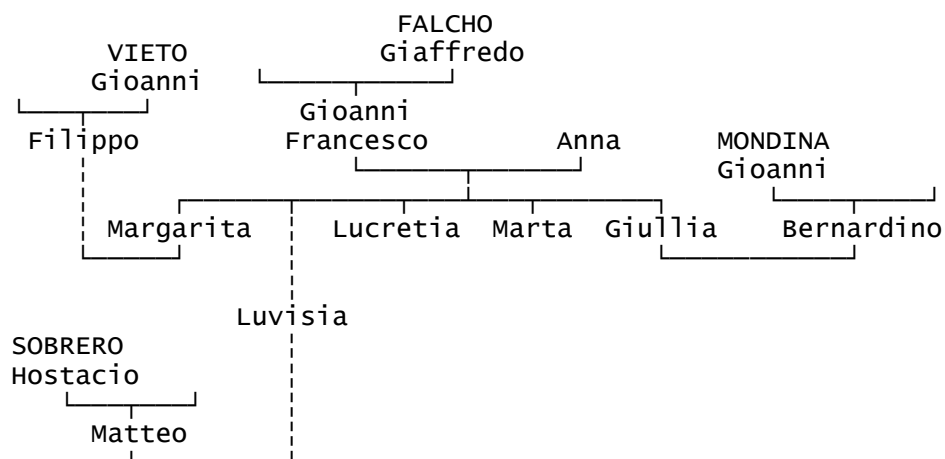 FALCHO
VIETO Giaffredo
Gioanni
Gioanni
Filippo Francesco Anna MONDINA
Gioanni
Margarita Lucretia Marta Giullia Bernardino
Luvisia
SOBRERO
Hostacio
Matteo